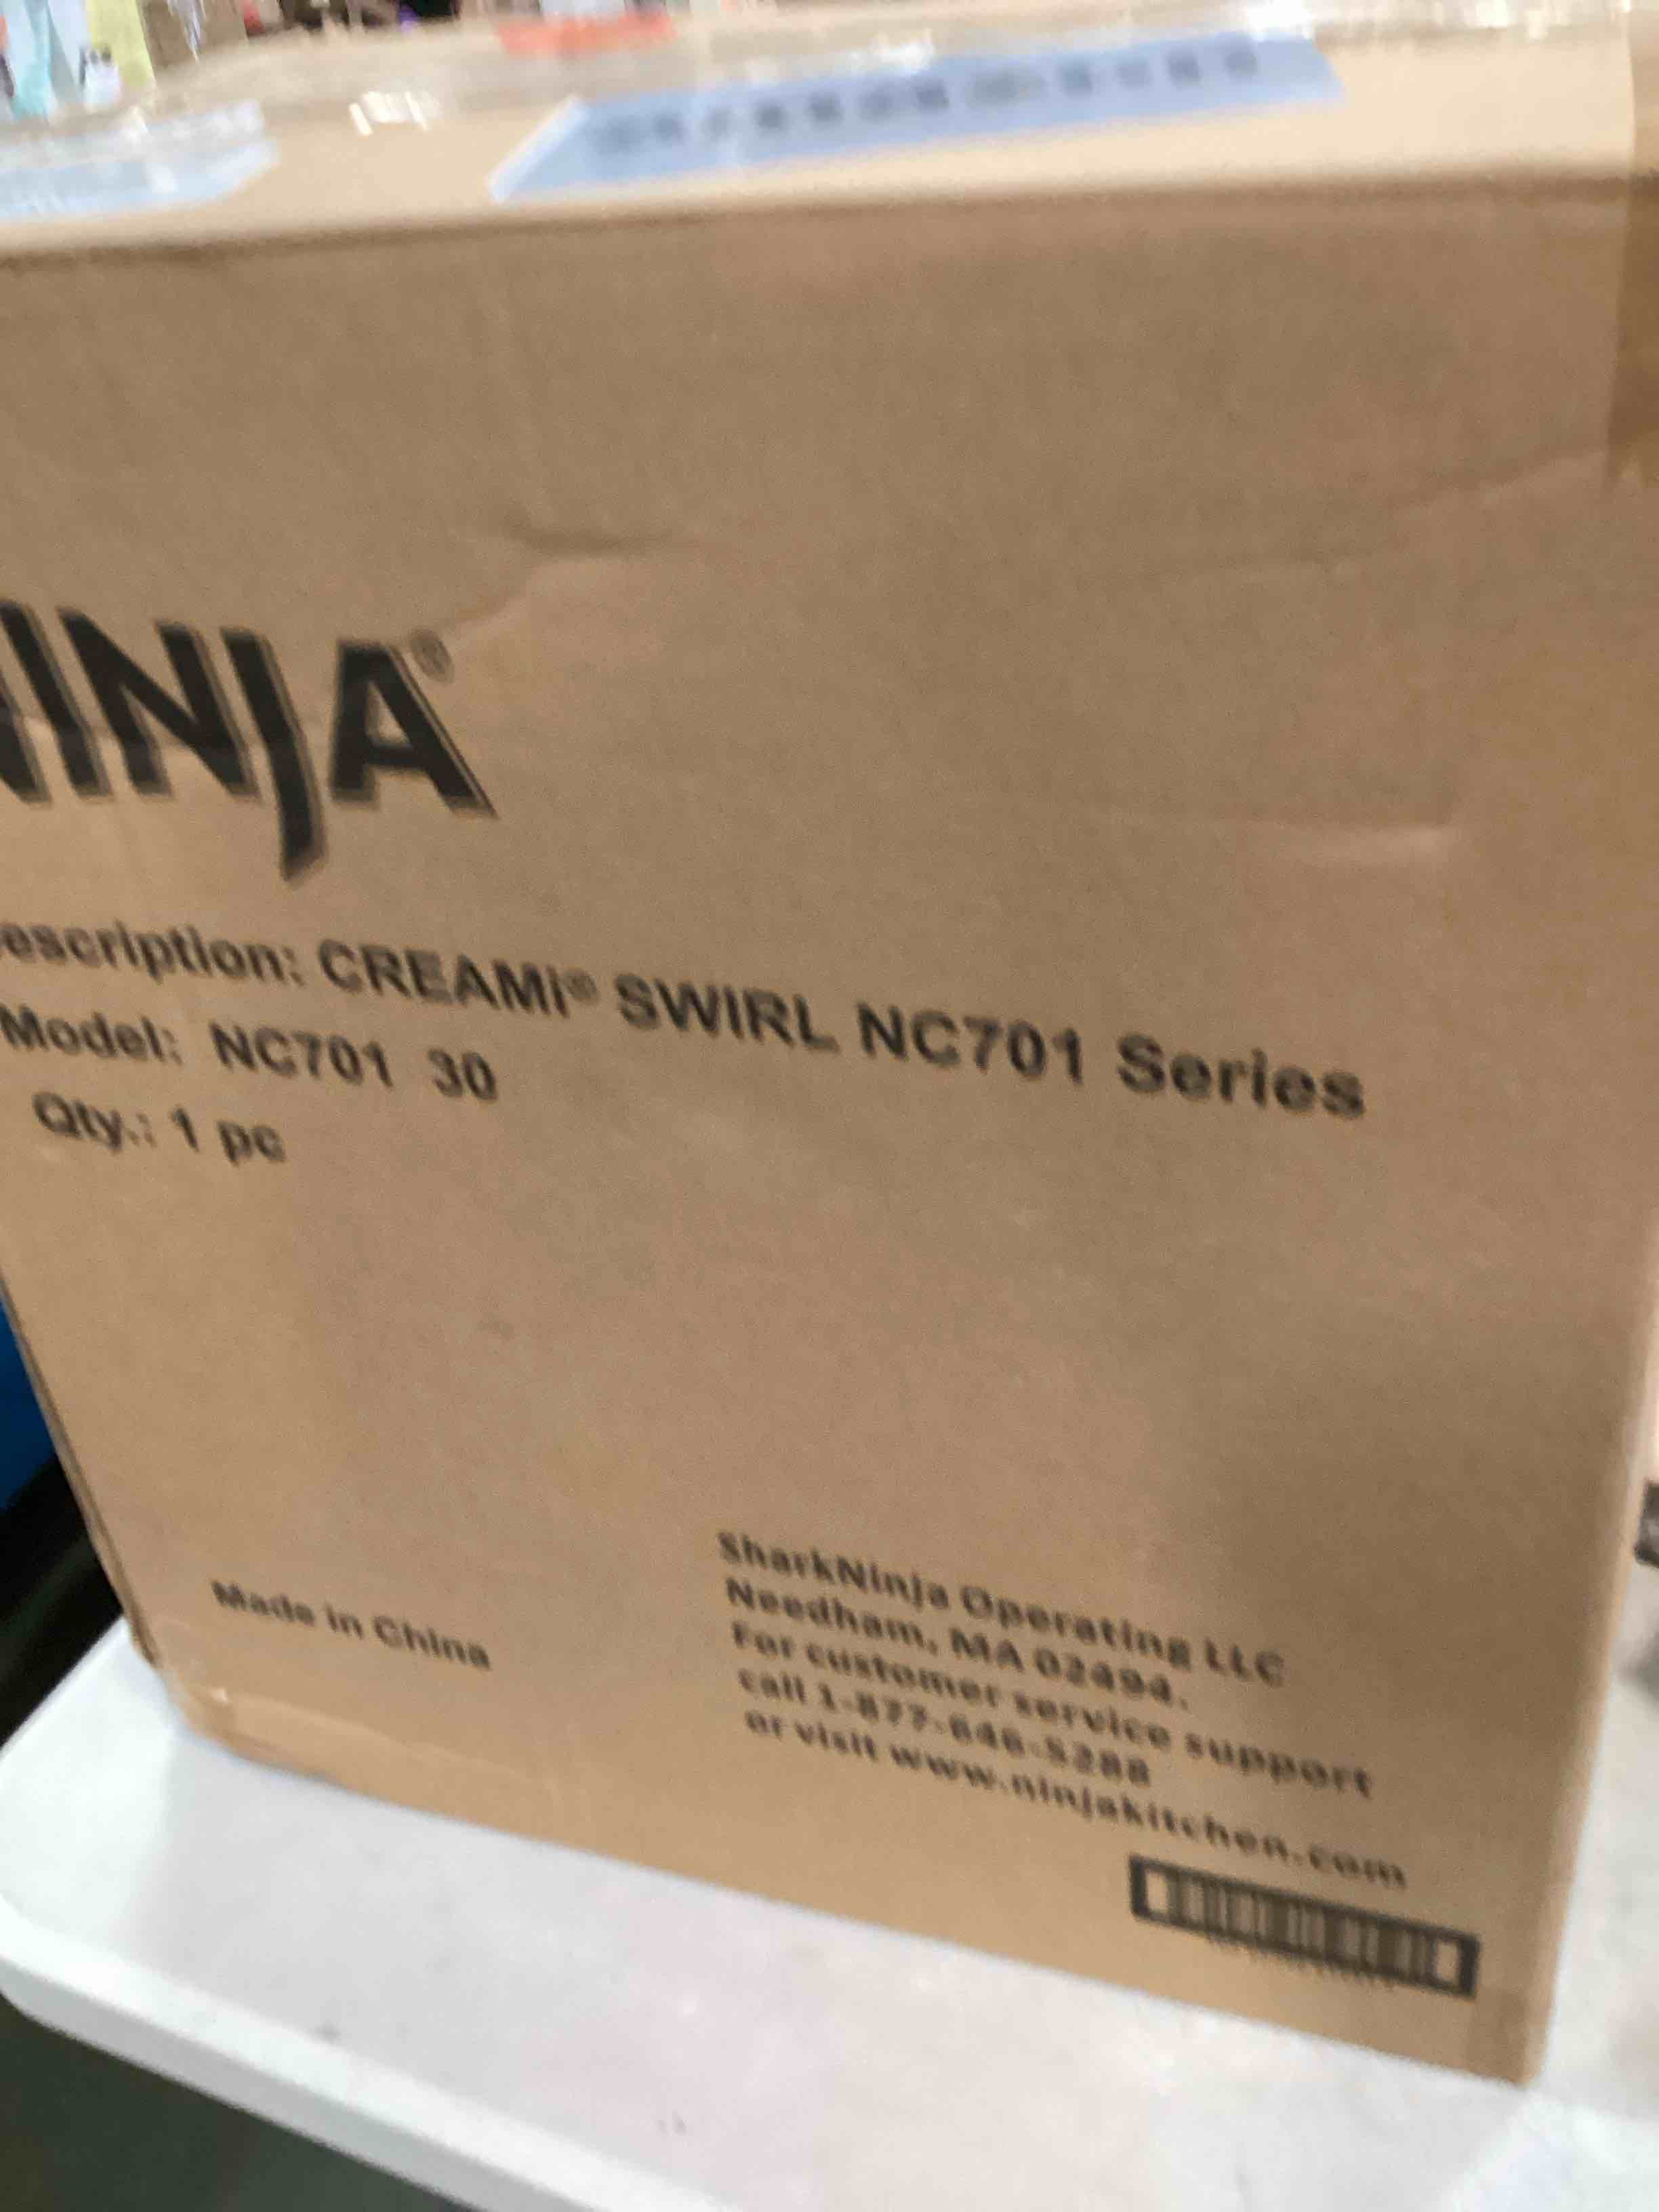 NINJA®
escription: CREAMi® SWIRL NC701 Series
Model: NC701 30
Qty.: 1 pc
Made in China
SharkNinja Operating LLC
Needham, MA 02494.
For customer service support
call 1-877-646-5288
or visit www.ninjakitchen.com